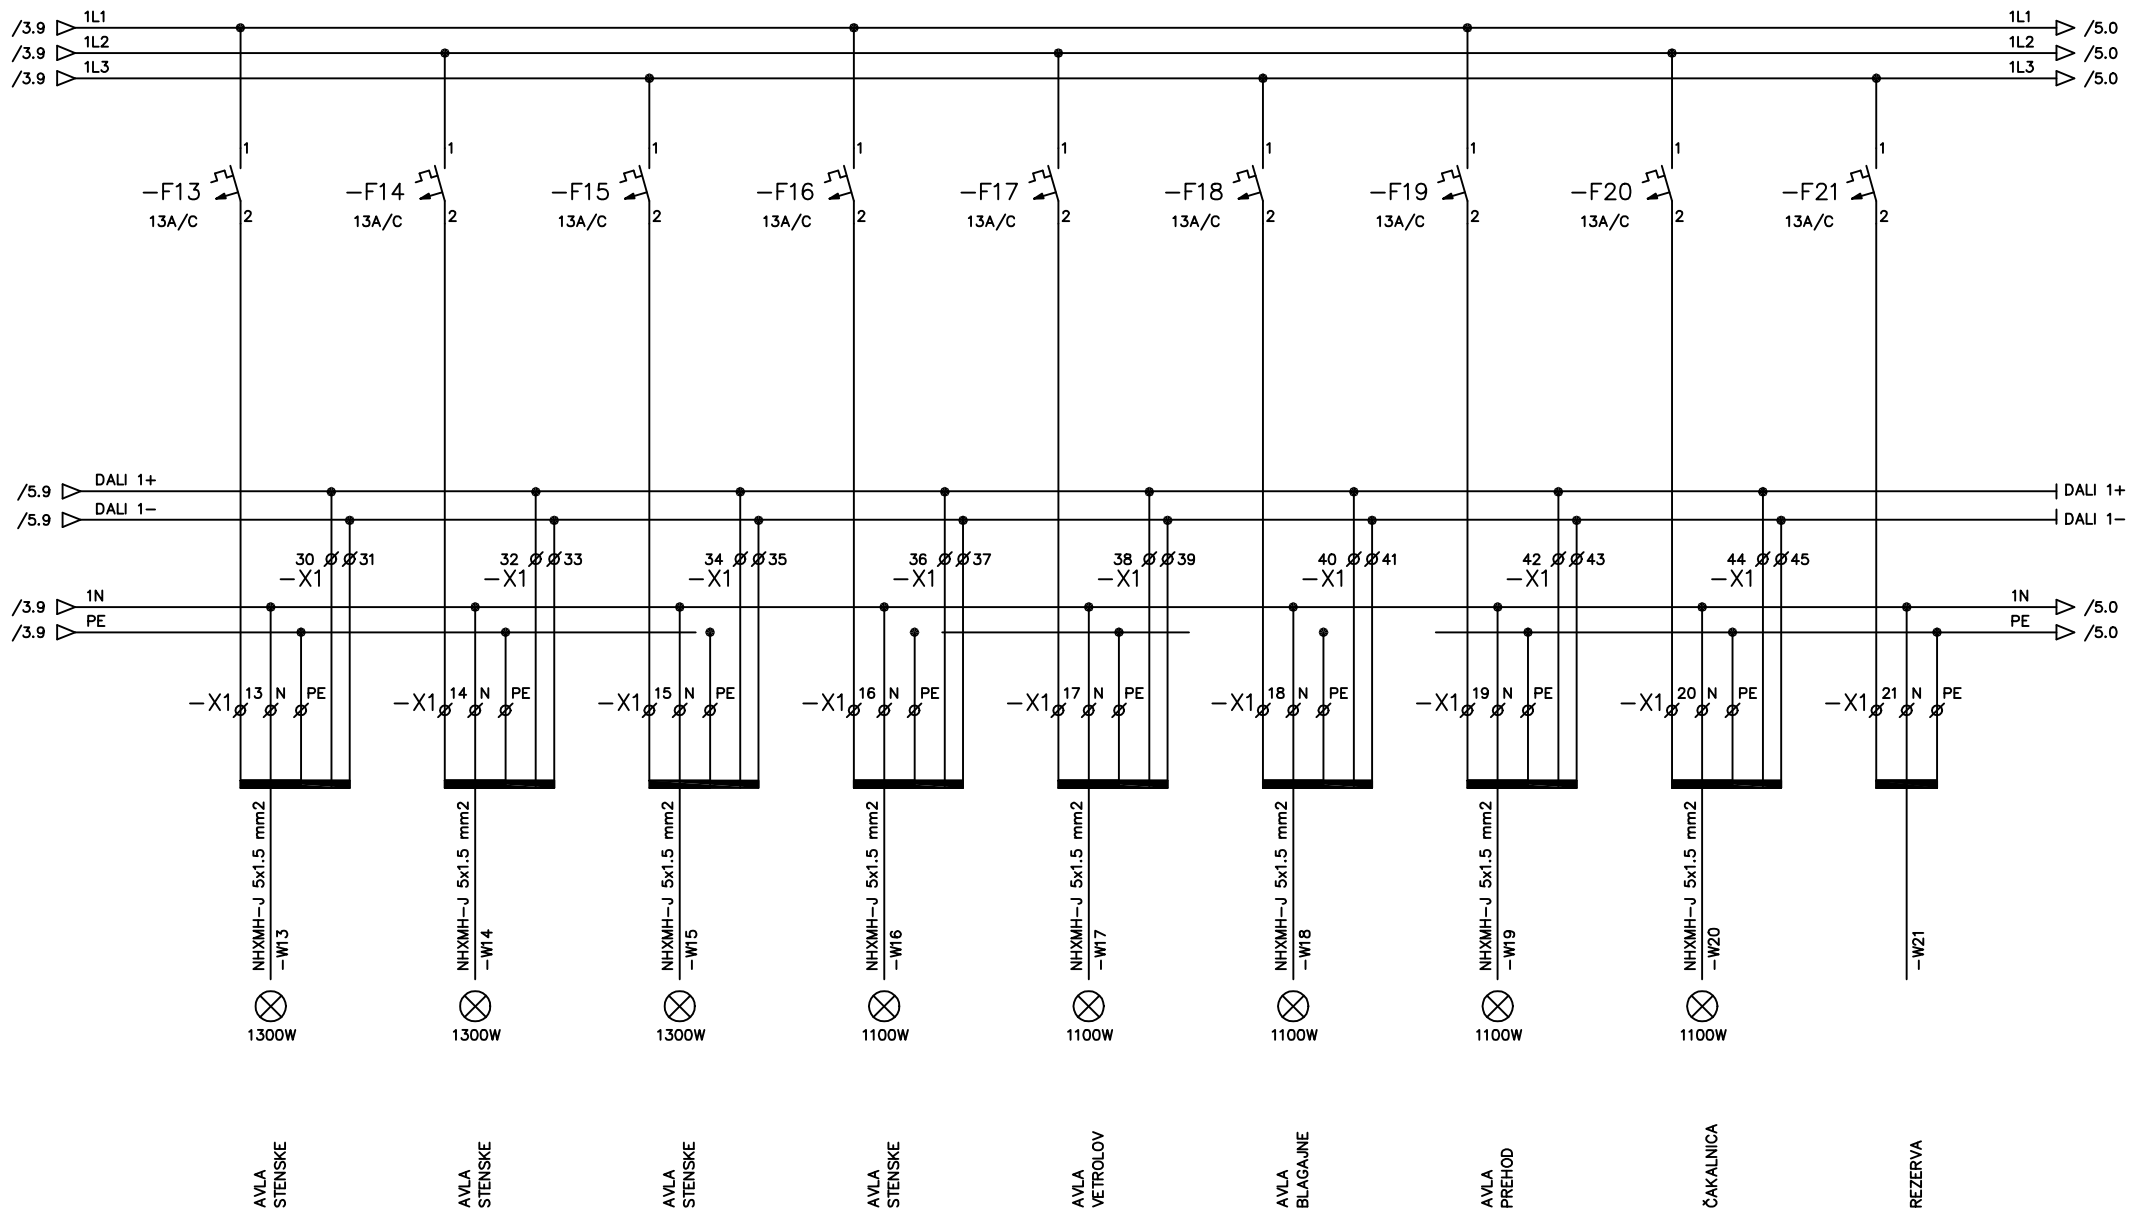 /3.9 1L1 1L1 /5.0
/3.9 1L2 1L2 /5.0
/3.9 1L3 1L3 /5.0
1 1 1 1 1 1 1 1 1
-F13 -F14 -F15 -F16 -F17 -F18 -F19 -F20 -F21
2 2 2 2 2 2 2 2 2
13A/C 13A/C 13A/C 13A/C 13A/C 13A/C 13A/C 13A/C 13A/C
/5.9 DALI 1+ DALI 1+
/5.9 DALI 1- DALI 1-
30 31 32 33 34 35 36 37 38 39 40 41 42 43 44 45
-X1 -X1 -X1 -X1 -X1 -X1 -X1 -X1
/3.9 1N 1N /5.0
/3.9 PE PE /5.0
-X1 13 N PE -X1 14 N PE -X1 15 N PE -X1 16 N PE -X1 17 N PE -X1 18 N PE -X1 19 N PE -X1 20 N PE -X1 21 N PE
NHXMH-J 5x1.5 mm2
-W13
NHXMH-J 5x1.5 mm2
-W14
NHXMH-J 5x1.5 mm2
-W15
NHXMH-J 5x1.5 mm2
-W16
NHXMH-J 5x1.5 mm2
-W17
NHXMH-J 5x1.5 mm2
-W18
NHXMH-J 5x1.5 mm2
-W19
NHXMH-J 5x1.5 mm2
-W20
-W21
1300W 1300W 1300W 1100W 1100W 1100W 1100W 1100W
AVLA
STENSKE
AVLA
STENSKE
AVLA
STENSKE
AVLA
STENSKE
AVLA
VETROLOV
AVLA
BLAGAJNE
AVLA
PREHOD
ČAKALNICA
REZERVA